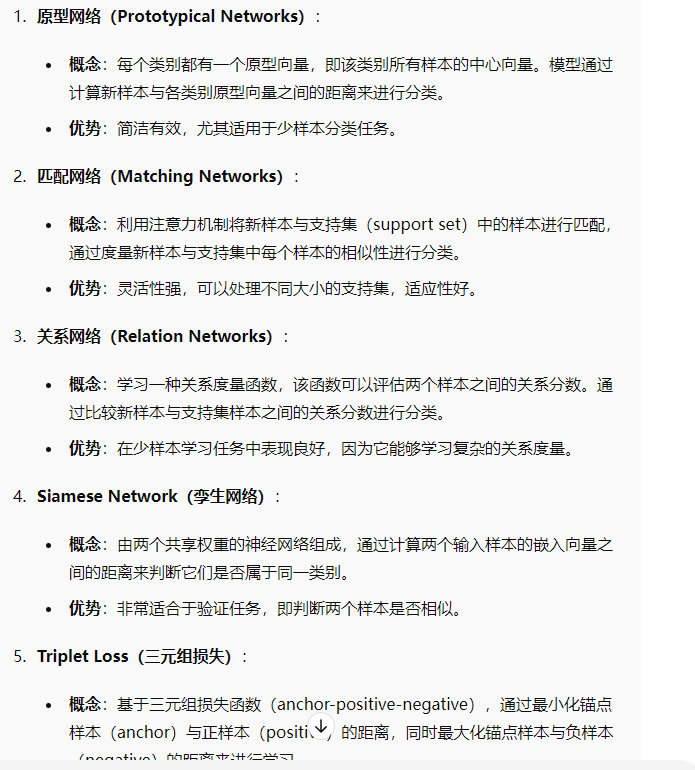 1. 原型网络（Prototypical Networks）：
• 概念：每个类别都有一个原型向量，即该类别所有样本的中心向量。模型通过
计算新样本与各类别原型向量之间的距离来进行分类。
• 优势：简洁有效，尤其适用于少样本分类任务。
2. 匹配网络（Matching Networks）：
• 概念：利用注意力机制将新样本与支持集（support set）中的样本进行匹配，
通过度量新样本与支持集中每个样本的相似性进行分类。
• 优势：灵活性强，可以处理不同大小的支持集，适应性好。
3. 关系网络（Relation Networks）：
• 概念：学习一种关系度量函数，该函数可以评估两个样本之间的关系分数。通
过比较新样本与支持集样本之间的关系分数进行分类。
• 优势：在少样本学习任务中表现良好，因为它能够学习复杂的关系度量。
4. Siamese Network（孪生网络）：
• 概念：由两个共享权重的神经网络组成，通过计算两个输入样本的嵌入向量之
间的距离来判断它们是否属于同一类别。
• 优势：非常适合于验证任务，即判断两个样本是否相似。
5. Triplet Loss（三元组损失）：
• 概念：基于三元组损失函数（anchor-positive-negative），通过最小化锚点
样本（anchor）与正样本（positive）的距离，同时最大化锚点样本与负样本
（negative）的距离来进行学习